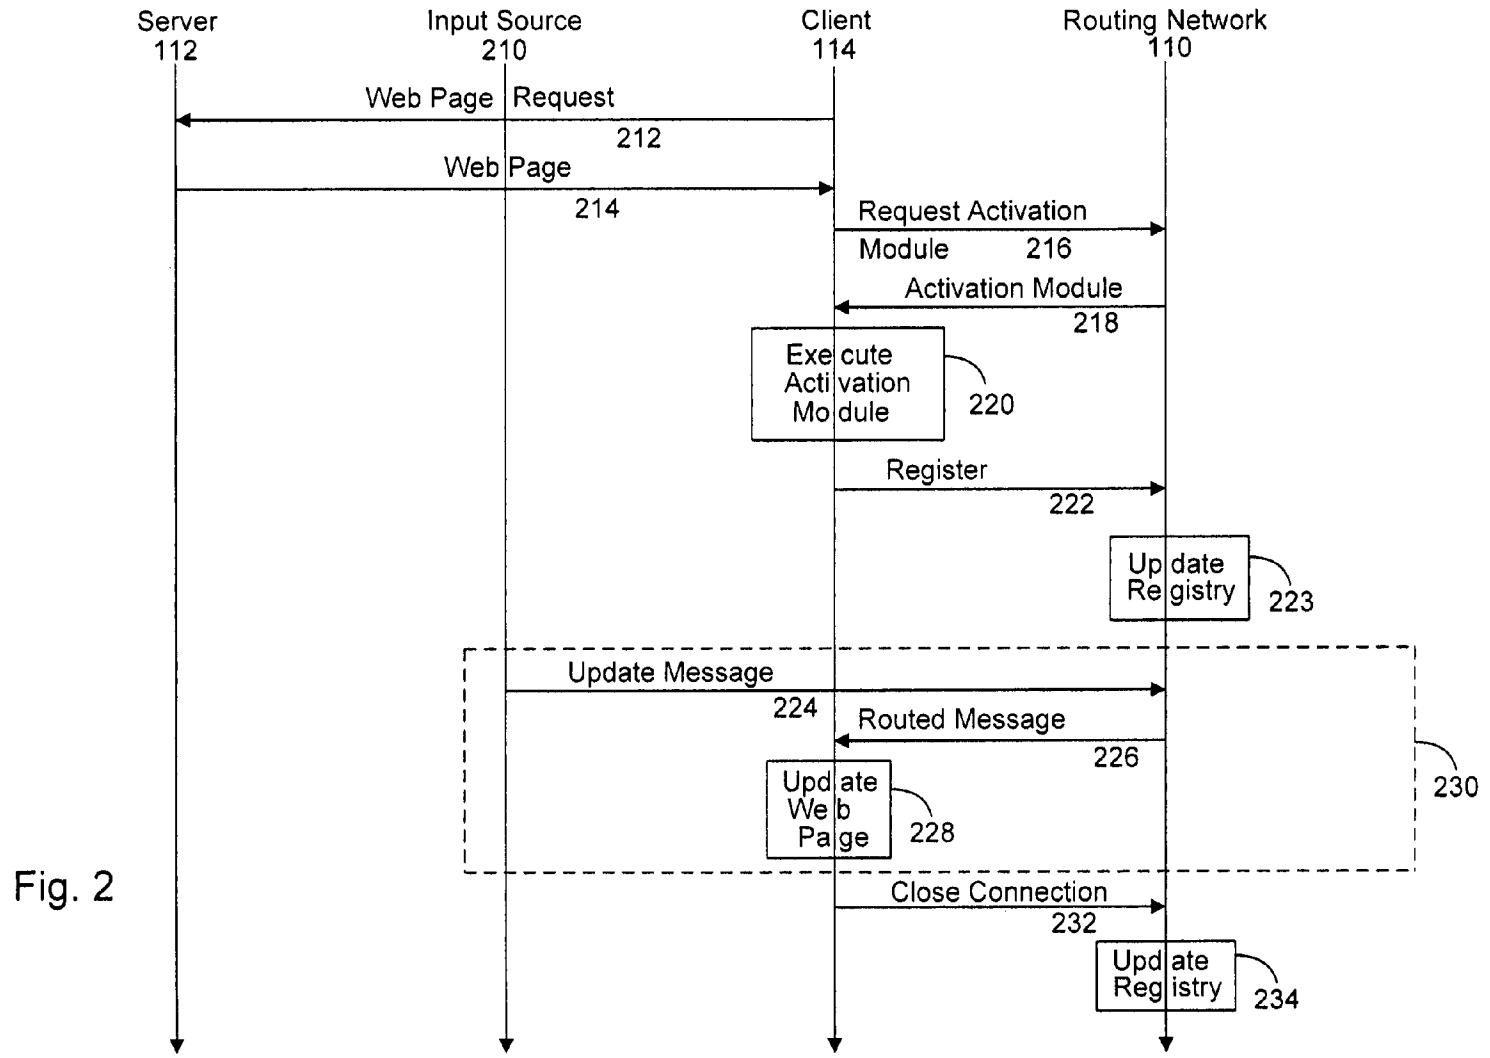 Server
112
Input Source
210
Client
114
Routing Network
110
Web Page Request
212
Web Page
214
Request Activation
Module
216
Activation Module
218
Execute
Activation
Module
220
Register
222
Update
Registry
223
Update Message
224
Routed Message
226
Update
Web
Page
228
230
Fig. 2
Close Connection
232
Update
Registry
234